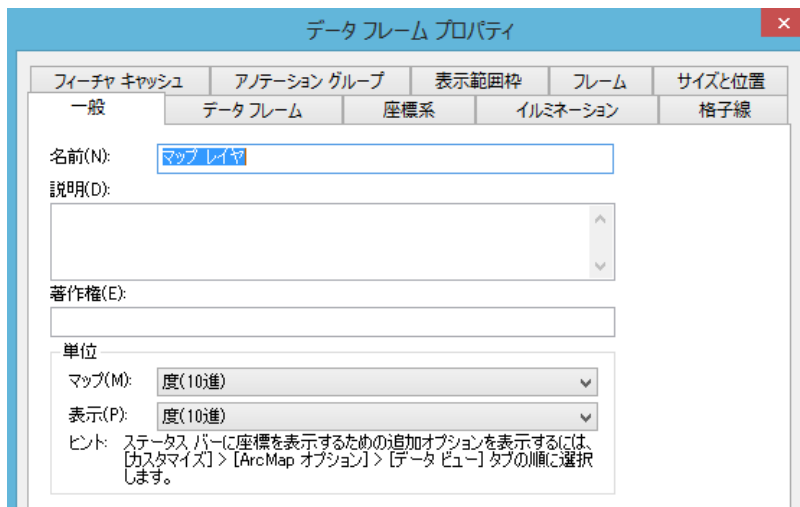 データ フレーム プロパティ
フィーチャ キャッシュ アノテーション グループ 表示範囲枠 フレーム サイズと位置
一般 データ フレーム 座標系 イルミネーション 格子線
名前(N): マップ レイヤ
説明(D):
著作権(E):
単位
マップ(M): 度(10進)
表示(P): 度(10進)
ヒント: ステータス バーに座標を表示するための追加オプションを表示するには、
[カスタマイズ] > [ArcMap オプション] > [データ ビュー] タブの順に選択
します。